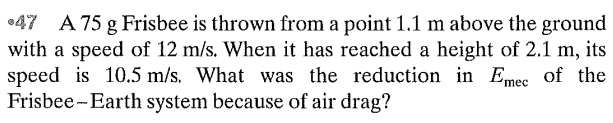 •47 A 75 g Frisbee is thrown from a point 1.1 m above the ground
with a speed of 12 m/s. When it has reached a height of 2.1 m, its
speed is 10.5 m/s. What was the reduction in Emec of the
Frisbee–Earth system because of air drag?